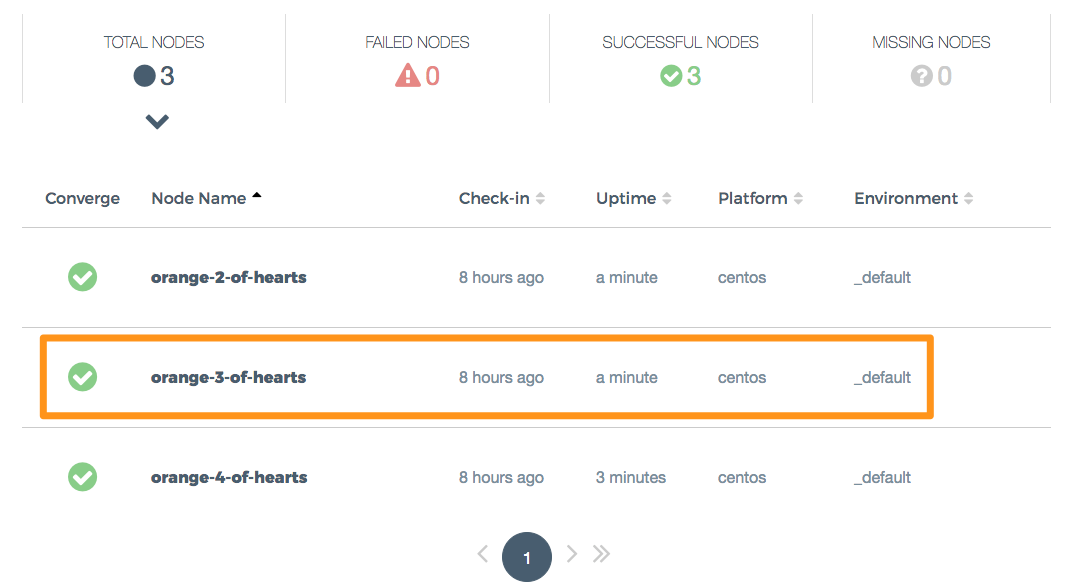 TOTAL NODES FAILED NODES SUCCESSFUL NODES MISSING NODES
3 0 3 0
Converge Node Name Check-in Uptime Platform Environment
orange-2-of-hearts 8 hours ago a minute centos _default
orange-3-of-hearts 8 hours ago a minute centos _default
orange-4-of-hearts 8 hours ago 3 minutes centos _default
1